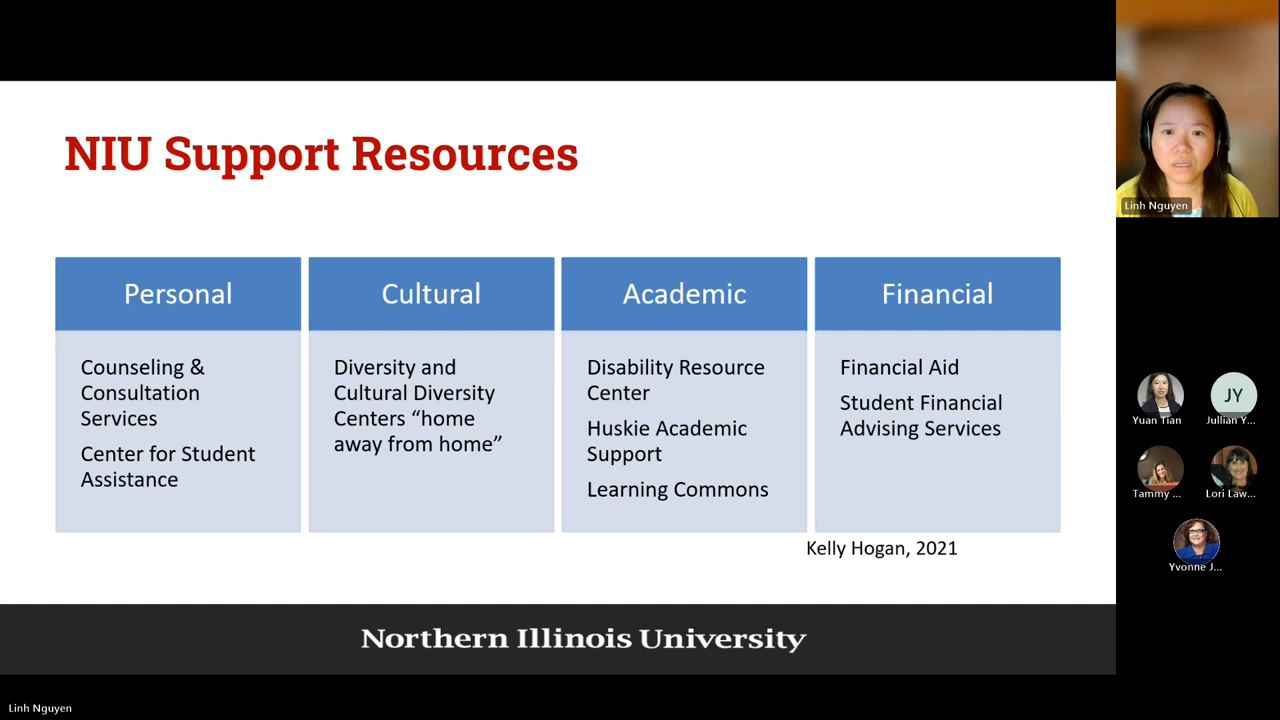 NIU Support Resources
Personal
Counseling &
Consultation
Services
Center for Student
Assistance
Cultural
Diversity and
Cultural Diversity
Centers “home
away from home”
Academic
Disability Resource
Center
Huskie Academic
Support
Learning Commons
Financial
Financial Aid
Student Financial
Advising Services
Kelly Hogan, 2021
Northern Illinois University
Linh Nguyen
Yuan Tian
JY
Jullian Y...
Tammy ...
Lori Law...
Yvonne J...
Linh Nguyen